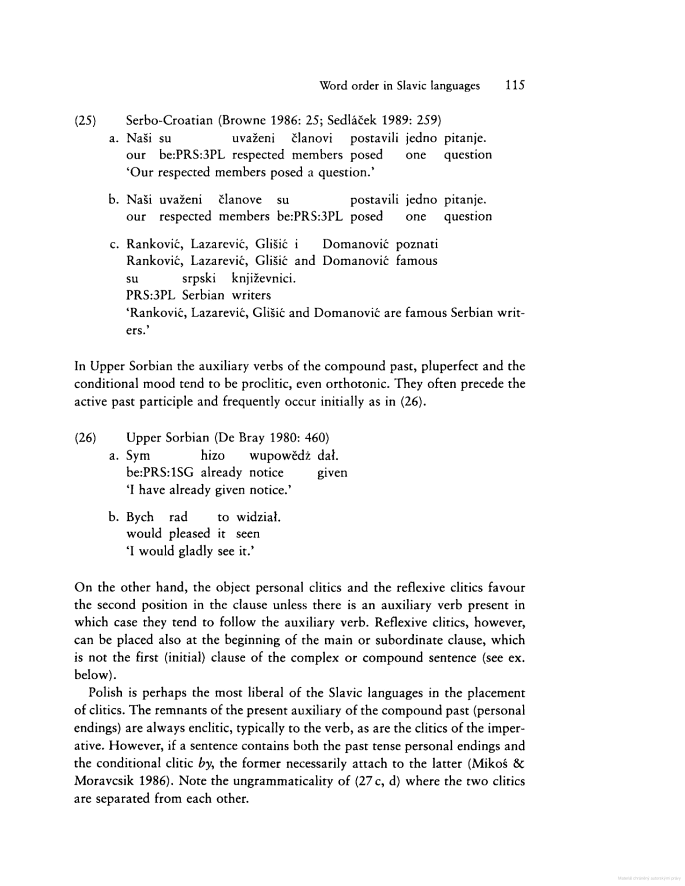 Word order in Slavic languages 115
(25) Serbo-Croatian (Browne 1986: 25; Sedláček 1989: 259)
a. Naši su uvaženi članovi postavili jedno pitanje.
our be:PRS:3PL respected members posed one question
‘Our respected members posed a question.’
b. Naši uvaženi članove su postavili jedno pitanje.
our respected members be:PRS:3PL posed one question
c. Ranković, Lazarević, Glišić i Domanović poznati
Ranković, Lazarević, Glišić and Domanović famous
su srpski književnici.
PRS:3PL Serbian writers
‘Ranković, Lazarević, Glišić and Domanović are famous Serbian writ-
ers.’
In Upper Sorbian the auxiliary verbs of the compound past, pluperfect and the
conditional mood tend to be proclitic, even orthotonic. They often precede the
active past participle and frequently occur initially as in (26).
(26) Upper Sorbian (De Bray 1980: 460)
a. Sym hizo wupowědź dał.
be:PRS:1SG already notice given
‘I have already given notice.’
b. Bych rad to widział.
would pleased it seen
‘I would gladly see it.’
On the other hand, the object personal clitics and the reflexive clitics favour
the second position in the clause unless there is an auxiliary verb present in
which case they tend to follow the auxiliary verb. Reflexive clitics, however,
can be placed also at the beginning of the main or subordinate clause, which
is not the first (initial) clause of the complex or compound sentence (see ex.
below).
Polish is perhaps the most liberal of the Slavic languages in the placement
of clitics. The remnants of the present auxiliary of the compound past (personal
endings) are always enclitic, typically to the verb, as are the clitics of the imper-
ative. However, if a sentence contains both the past tense personal endings and
the conditional clitic by, the former necessarily attach to the latter (Mikoś &
Moravcsik 1986). Note the ungrammaticality of (27 c, d) where the two clitics
are separated from each other.